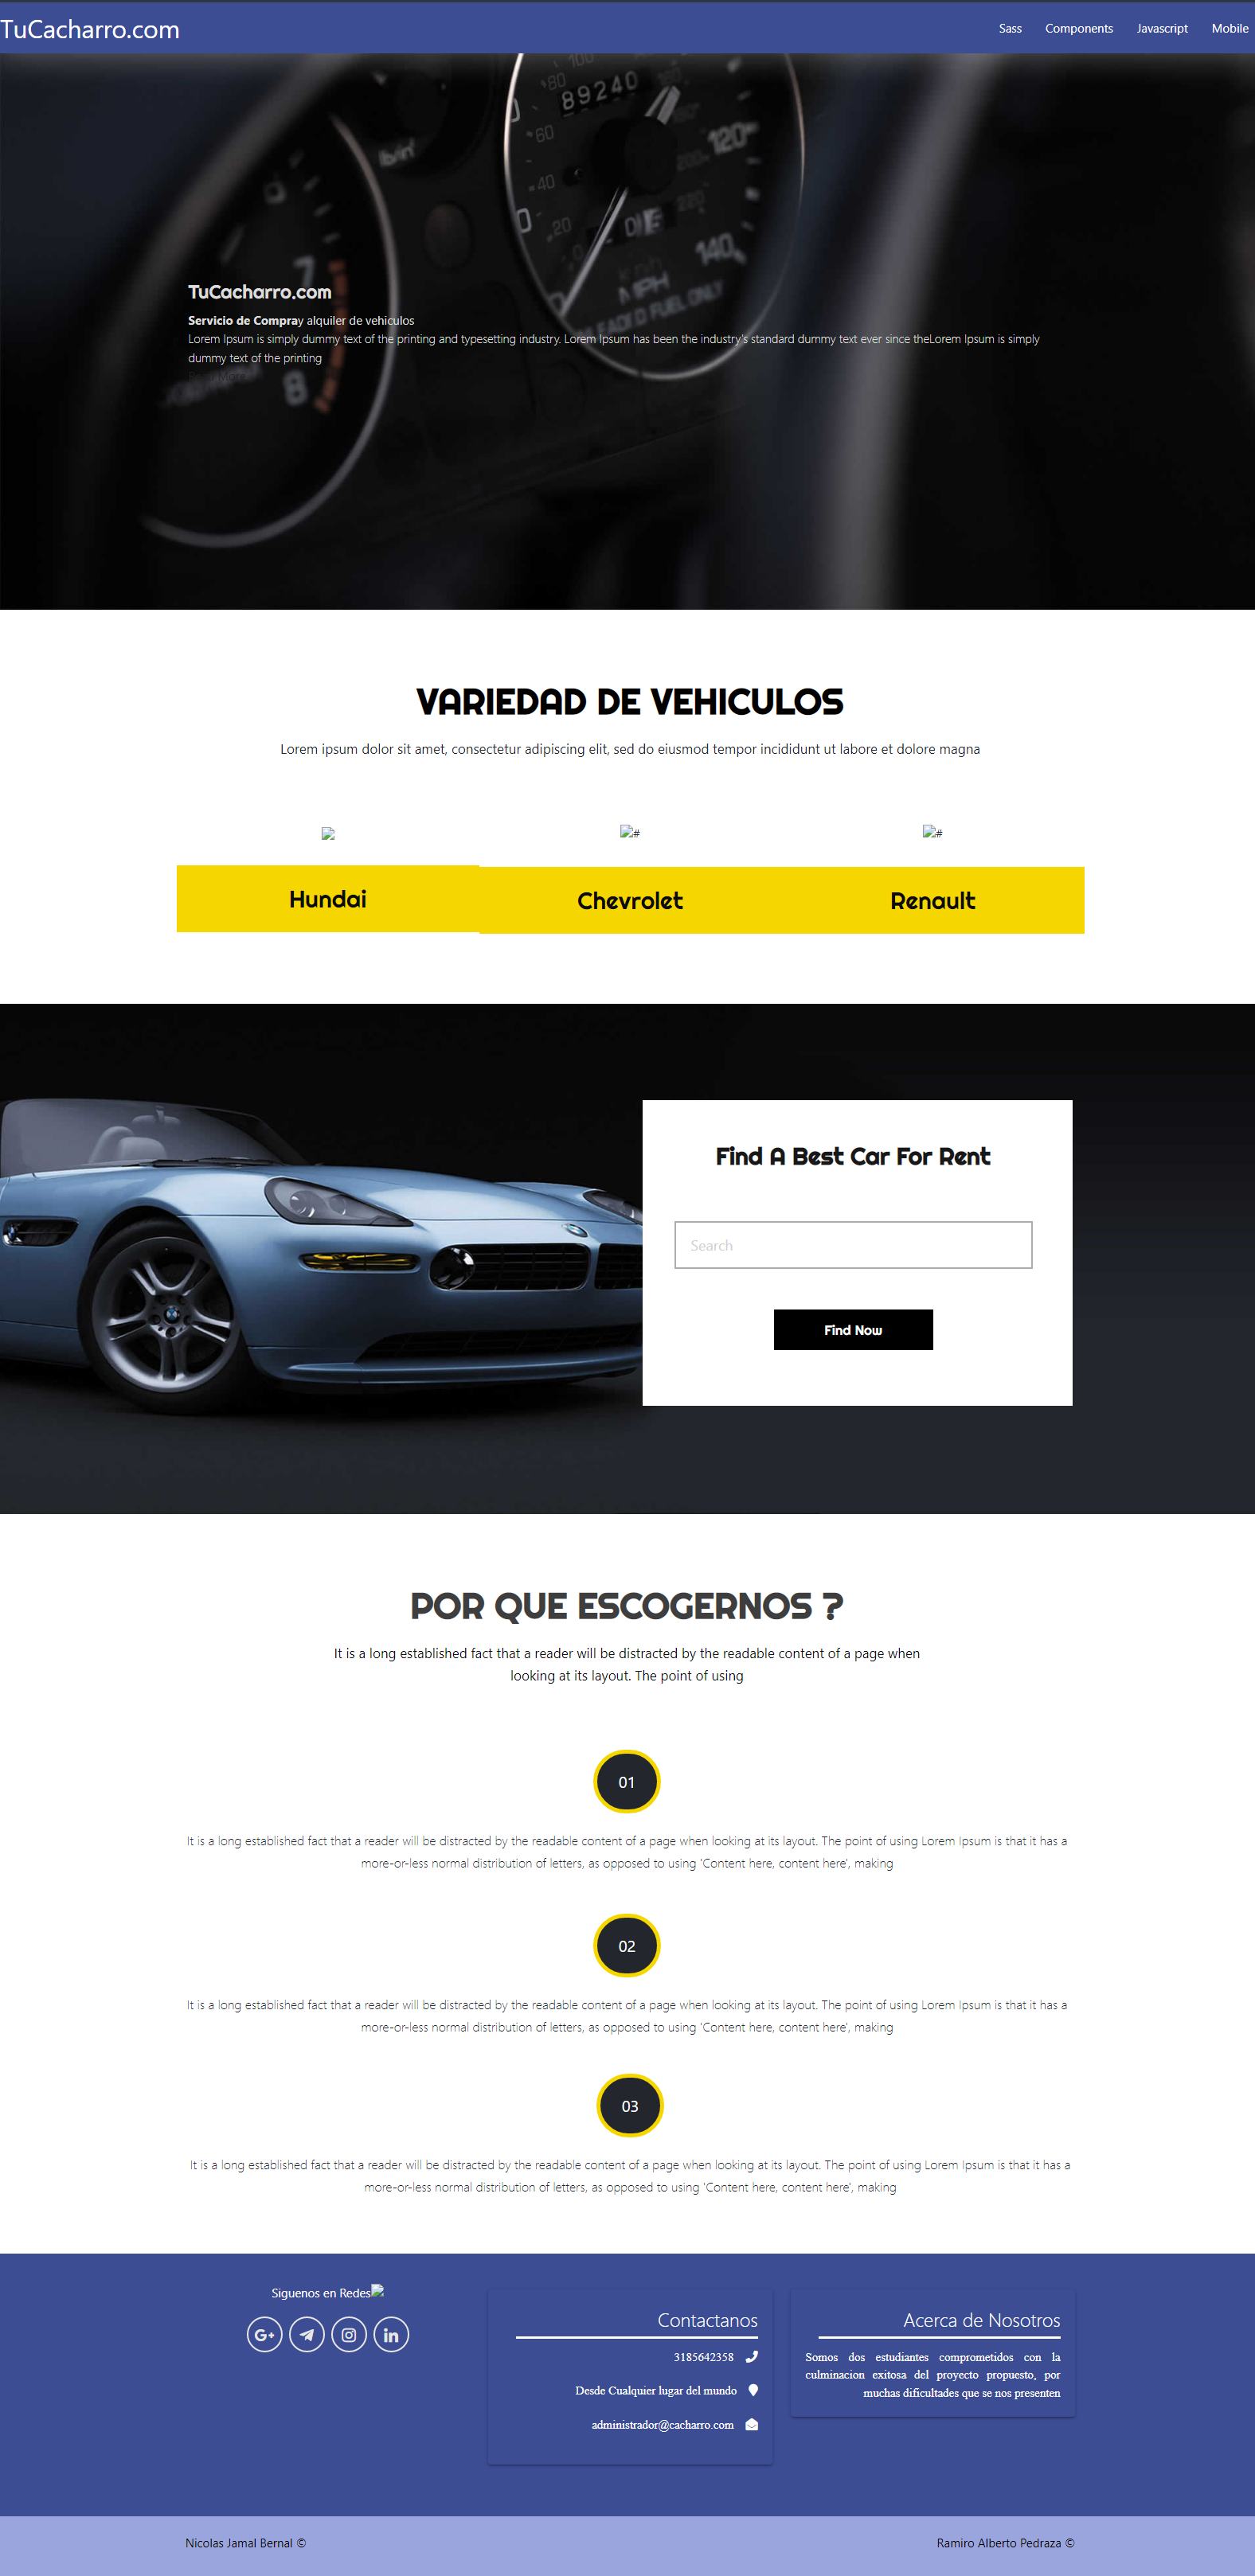 TuCacharro.com
Sass Components Javascript Mobile
89240
lb/in²
60 120
40
20
0 140
MPH
7
8
TuCacharro.com
Servicio de Compray alquiler de vehiculos
Lorem Ipsum is simply dummy text of the printing and typesetting industry. Lorem Ipsum has been the industry's standard dummy text ever since theLorem Ipsum is simply
dummy text of the printing
VARIEDAD DE VEHICULOS
Lorem ipsum dolor sit amet, consectetur adipiscing elit, sed do eiusmod tempor incididunt ut labore et dolore magna
# #
Hundai Chevrolet Renault
Find A Best Car For Rent
Search
Find Now
POR QUE ESCOGERNOS ?
It is a long established fact that a reader will be distracted by the readable content of a page when
looking at its layout. The point of using
01
It is a long established fact that a reader will be distracted by the readable content of a page when looking at its layout. The point of using Lorem Ipsum is that it has a
more-or-less normal distribution of letters, as opposed to using 'Content here, content here', making
02
It is a long established fact that a reader will be distracted by the readable content of a page when looking at its layout. The point of using Lorem Ipsum is that it has a
more-or-less normal distribution of letters, as opposed to using 'Content here, content here', making
03
It is a long established fact that a reader will be distracted by the readable content of a page when looking at its layout. The point of using Lorem Ipsum is that it has a
more-or-less normal distribution of letters, as opposed to using 'Content here, content here', making
Siguenos en Redes
Contactanos
3185642358
Desde Cualquier lugar del mundo
administrador@cacharro.com
Acerca de Nosotros
Somos dos estudiantes comprometidos con la
culminacion exitosa del proyecto propuesto, por
muchas dificultades que se nos presenten
Nicolas Jamal Bernal ©
Ramiro Alberto Pedraza ©